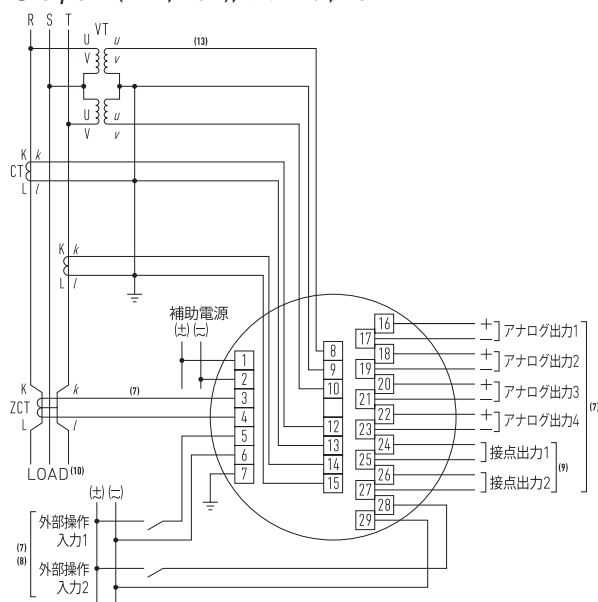 R S T
VT
U u
V v
(13)
U u
V v
K k
CT
L l
K k
L l
補助電源
(±) (≂)
1
2
3
4
5
6
7
8
9
10
12
13
14
15
16
17
18
19
20
21
22
23
24
25
26
27
28
29
+
−
アナログ出力1
+
−
アナログ出力2
+
−
アナログ出力3
+
−
アナログ出力4
接点出力1
接点出力2
(9)
(7)
K k
ZCT
L l
(7)
LOAD(10)
(±) (≂)
(7)
(8)
外部操作
入力1
外部操作
入力2